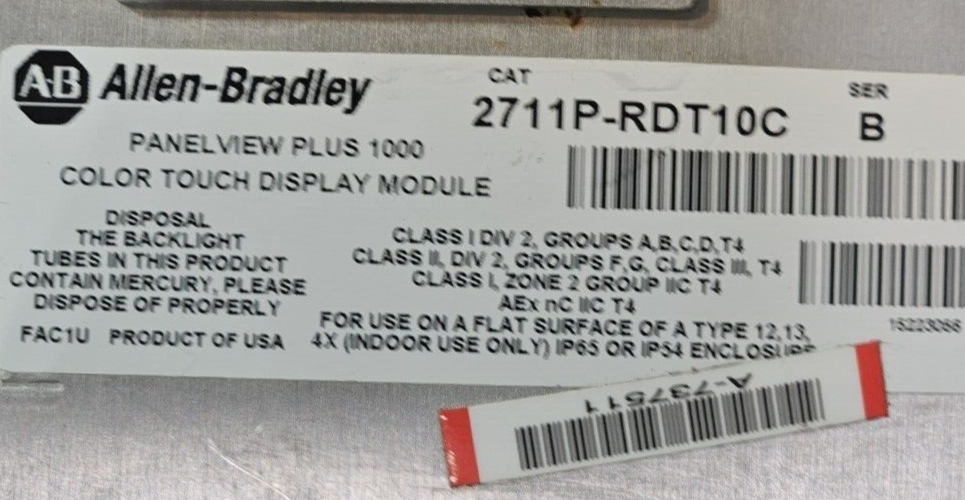 AB Allen-Bradley
CAT
SER
2711P-RDT10C
B
PANELVIEW PLUS 1000
COLOR TOUCH DISPLAY MODULE
DISPOSAL
THE BACKLIGHT
TUBES IN THIS PRODUCT
CONTAIN MERCURY, PLEASE
DISPOSE OF PROPERLY
FAC1U PRODUCT OF USA
CLASS I DIV 2, GROUPS A,B,C,D,T4
CLASS II, DIV 2, GROUPS F,G, CLASS III, T4
CLASS I, ZONE 2 GROUP IIC T4
AEx nC IIC T4
FOR USE ON A FLAT SURFACE OF A TYPE 12,13,
4X (INDOOR USE ONLY) IP65 OR IP54 ENCLOSURE
A-737511